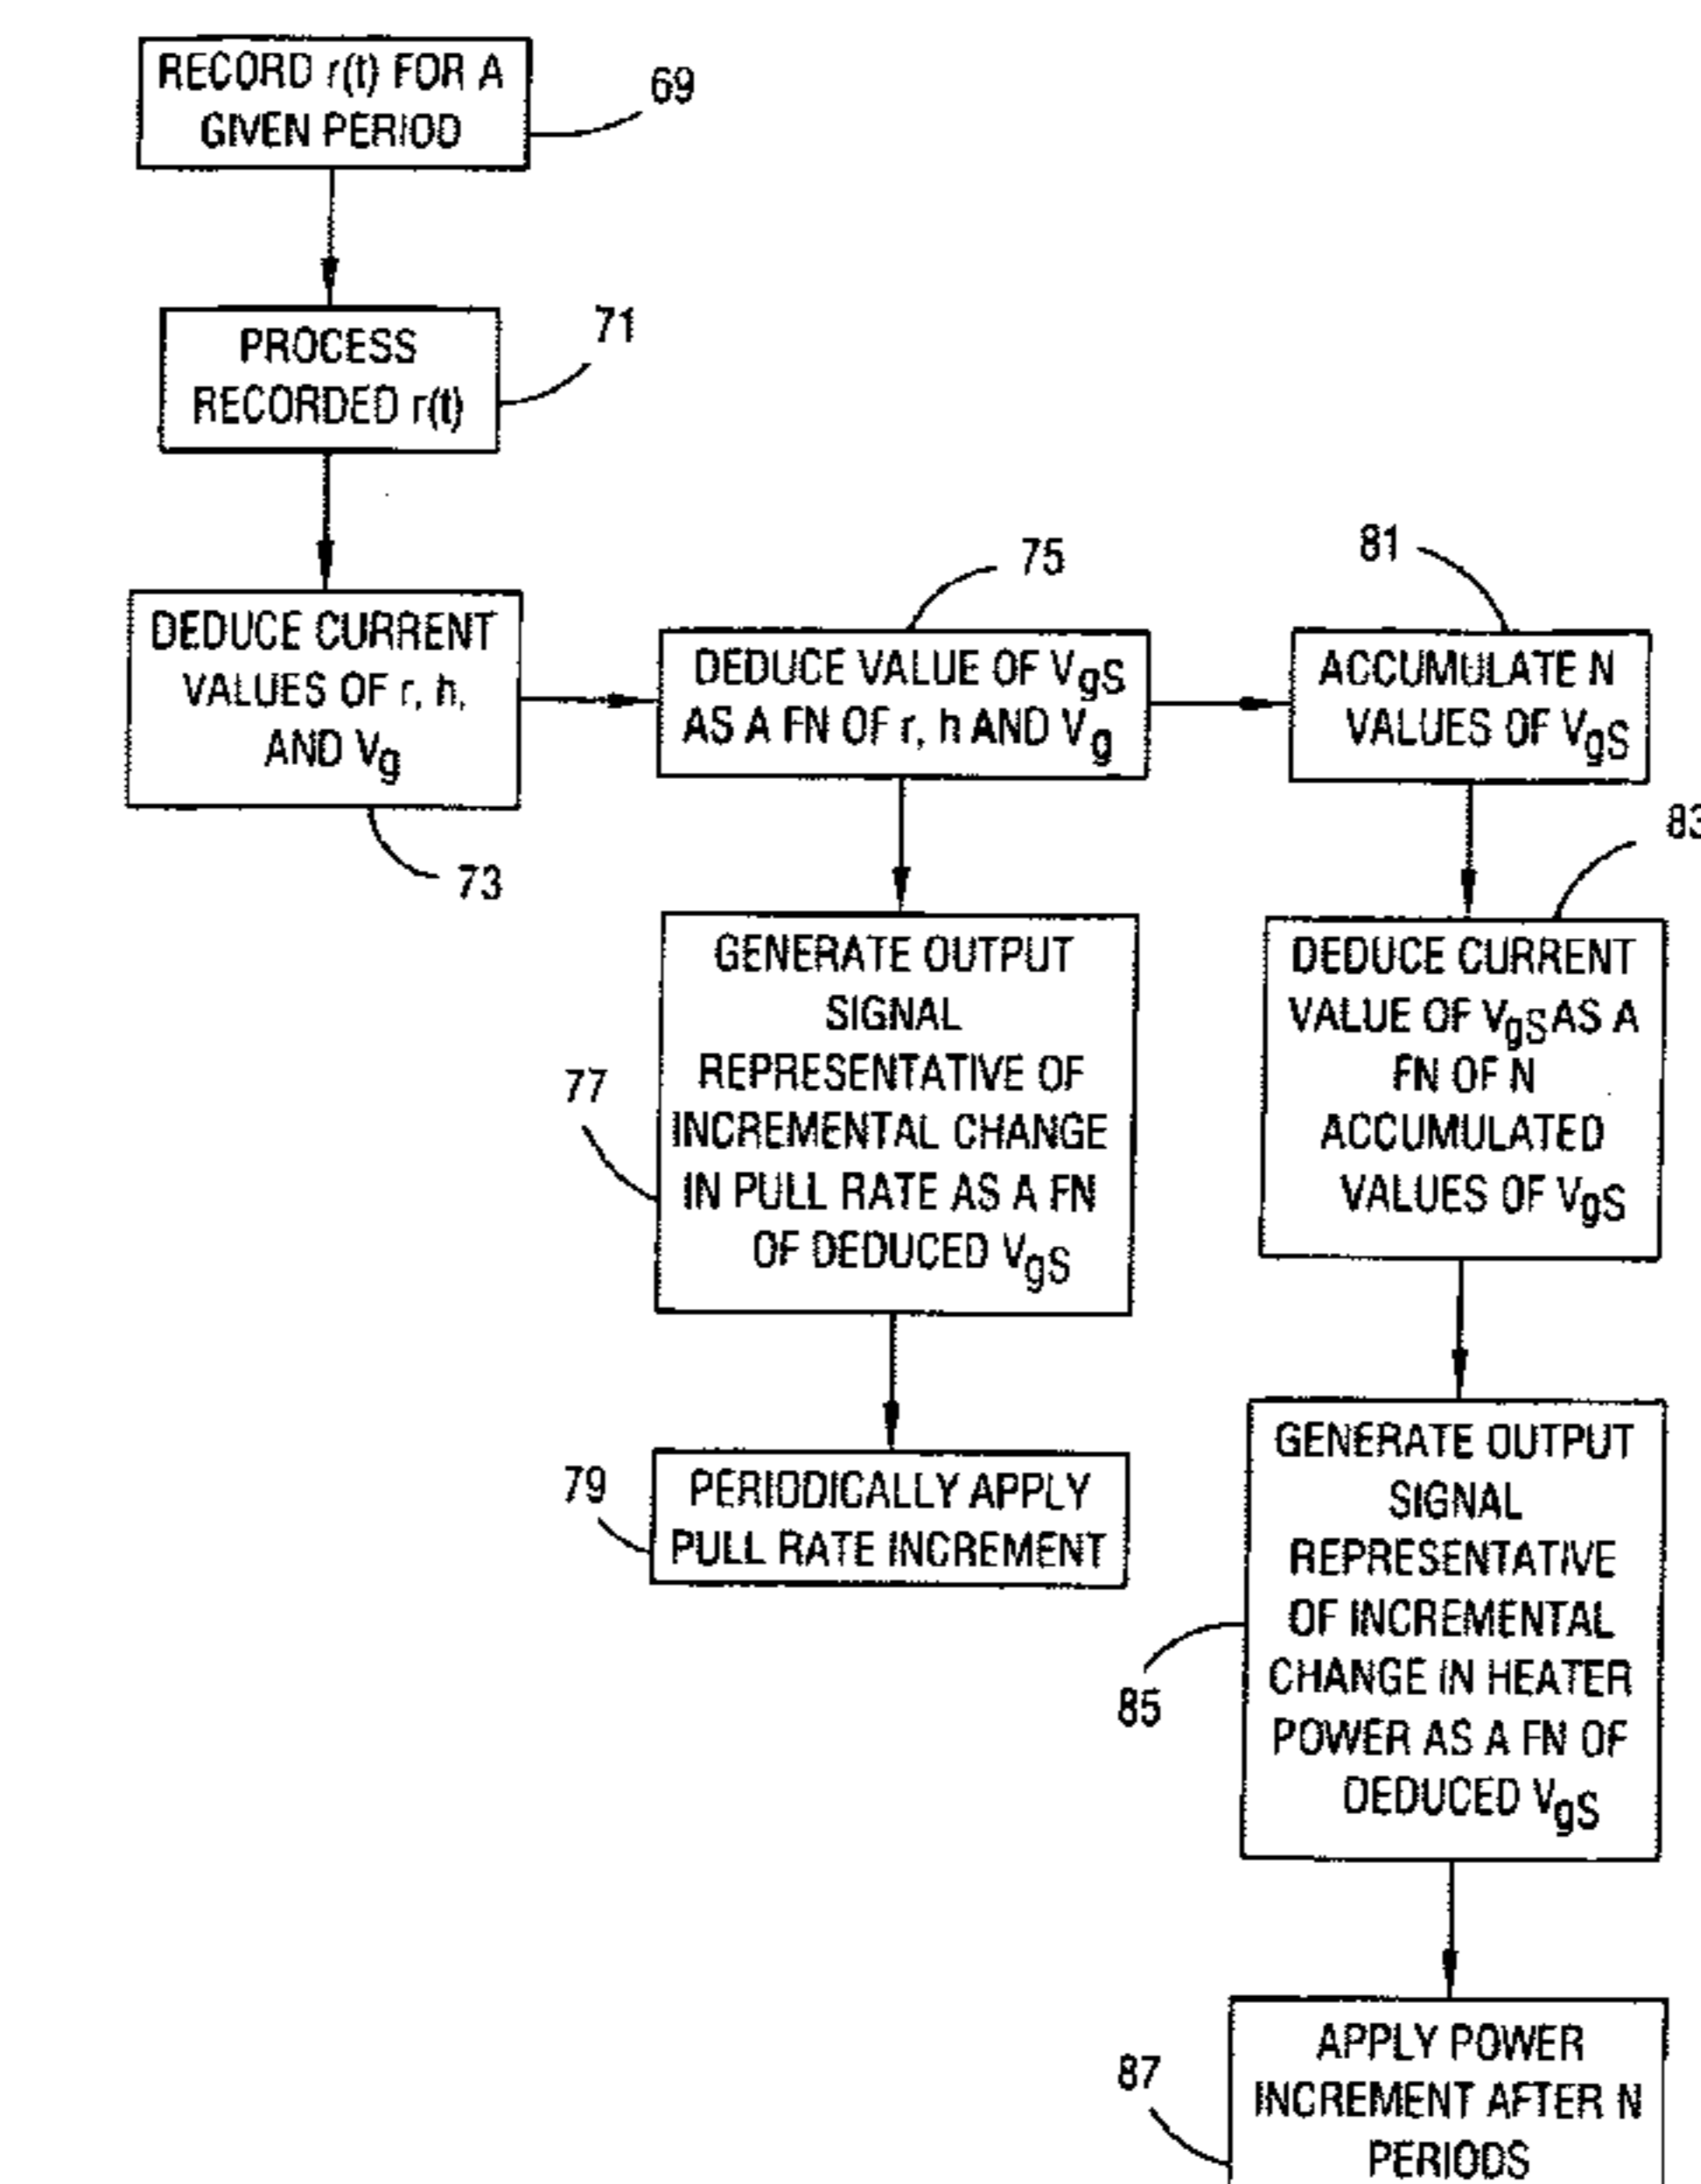 RECORD r(t) FOR A
GIVEN PERIOD
69
PROCESS
RECORDED r(t)
71
DEDUCE CURRENT
VALUES OF r, h,
AND Vg
73
75
DEDUCE VALUE OF VgS
AS A FN OF r, h AND Vg
GENERATE OUTPUT
SIGNAL
REPRESENTATIVE OF
INCREMENTAL CHANGE
IN PULL RATE AS A FN
OF DEDUCED VgS
77
79
PERIODICALLY APPLY
PULL RATE INCREMENT
81
ACCUMULATE N
VALUES OF VgS
83
DEDUCE CURRENT
VALUE OF VgS AS A
FN OF N
ACCUMULATED
VALUES OF VgS
GENERATE OUTPUT
SIGNAL
REPRESENTATIVE
OF INCREMENTAL
CHANGE IN HEATER
POWER AS A FN OF
DEDUCED VgS
85
87
APPLY POWER
INCREMENT AFTER N
PERIODS